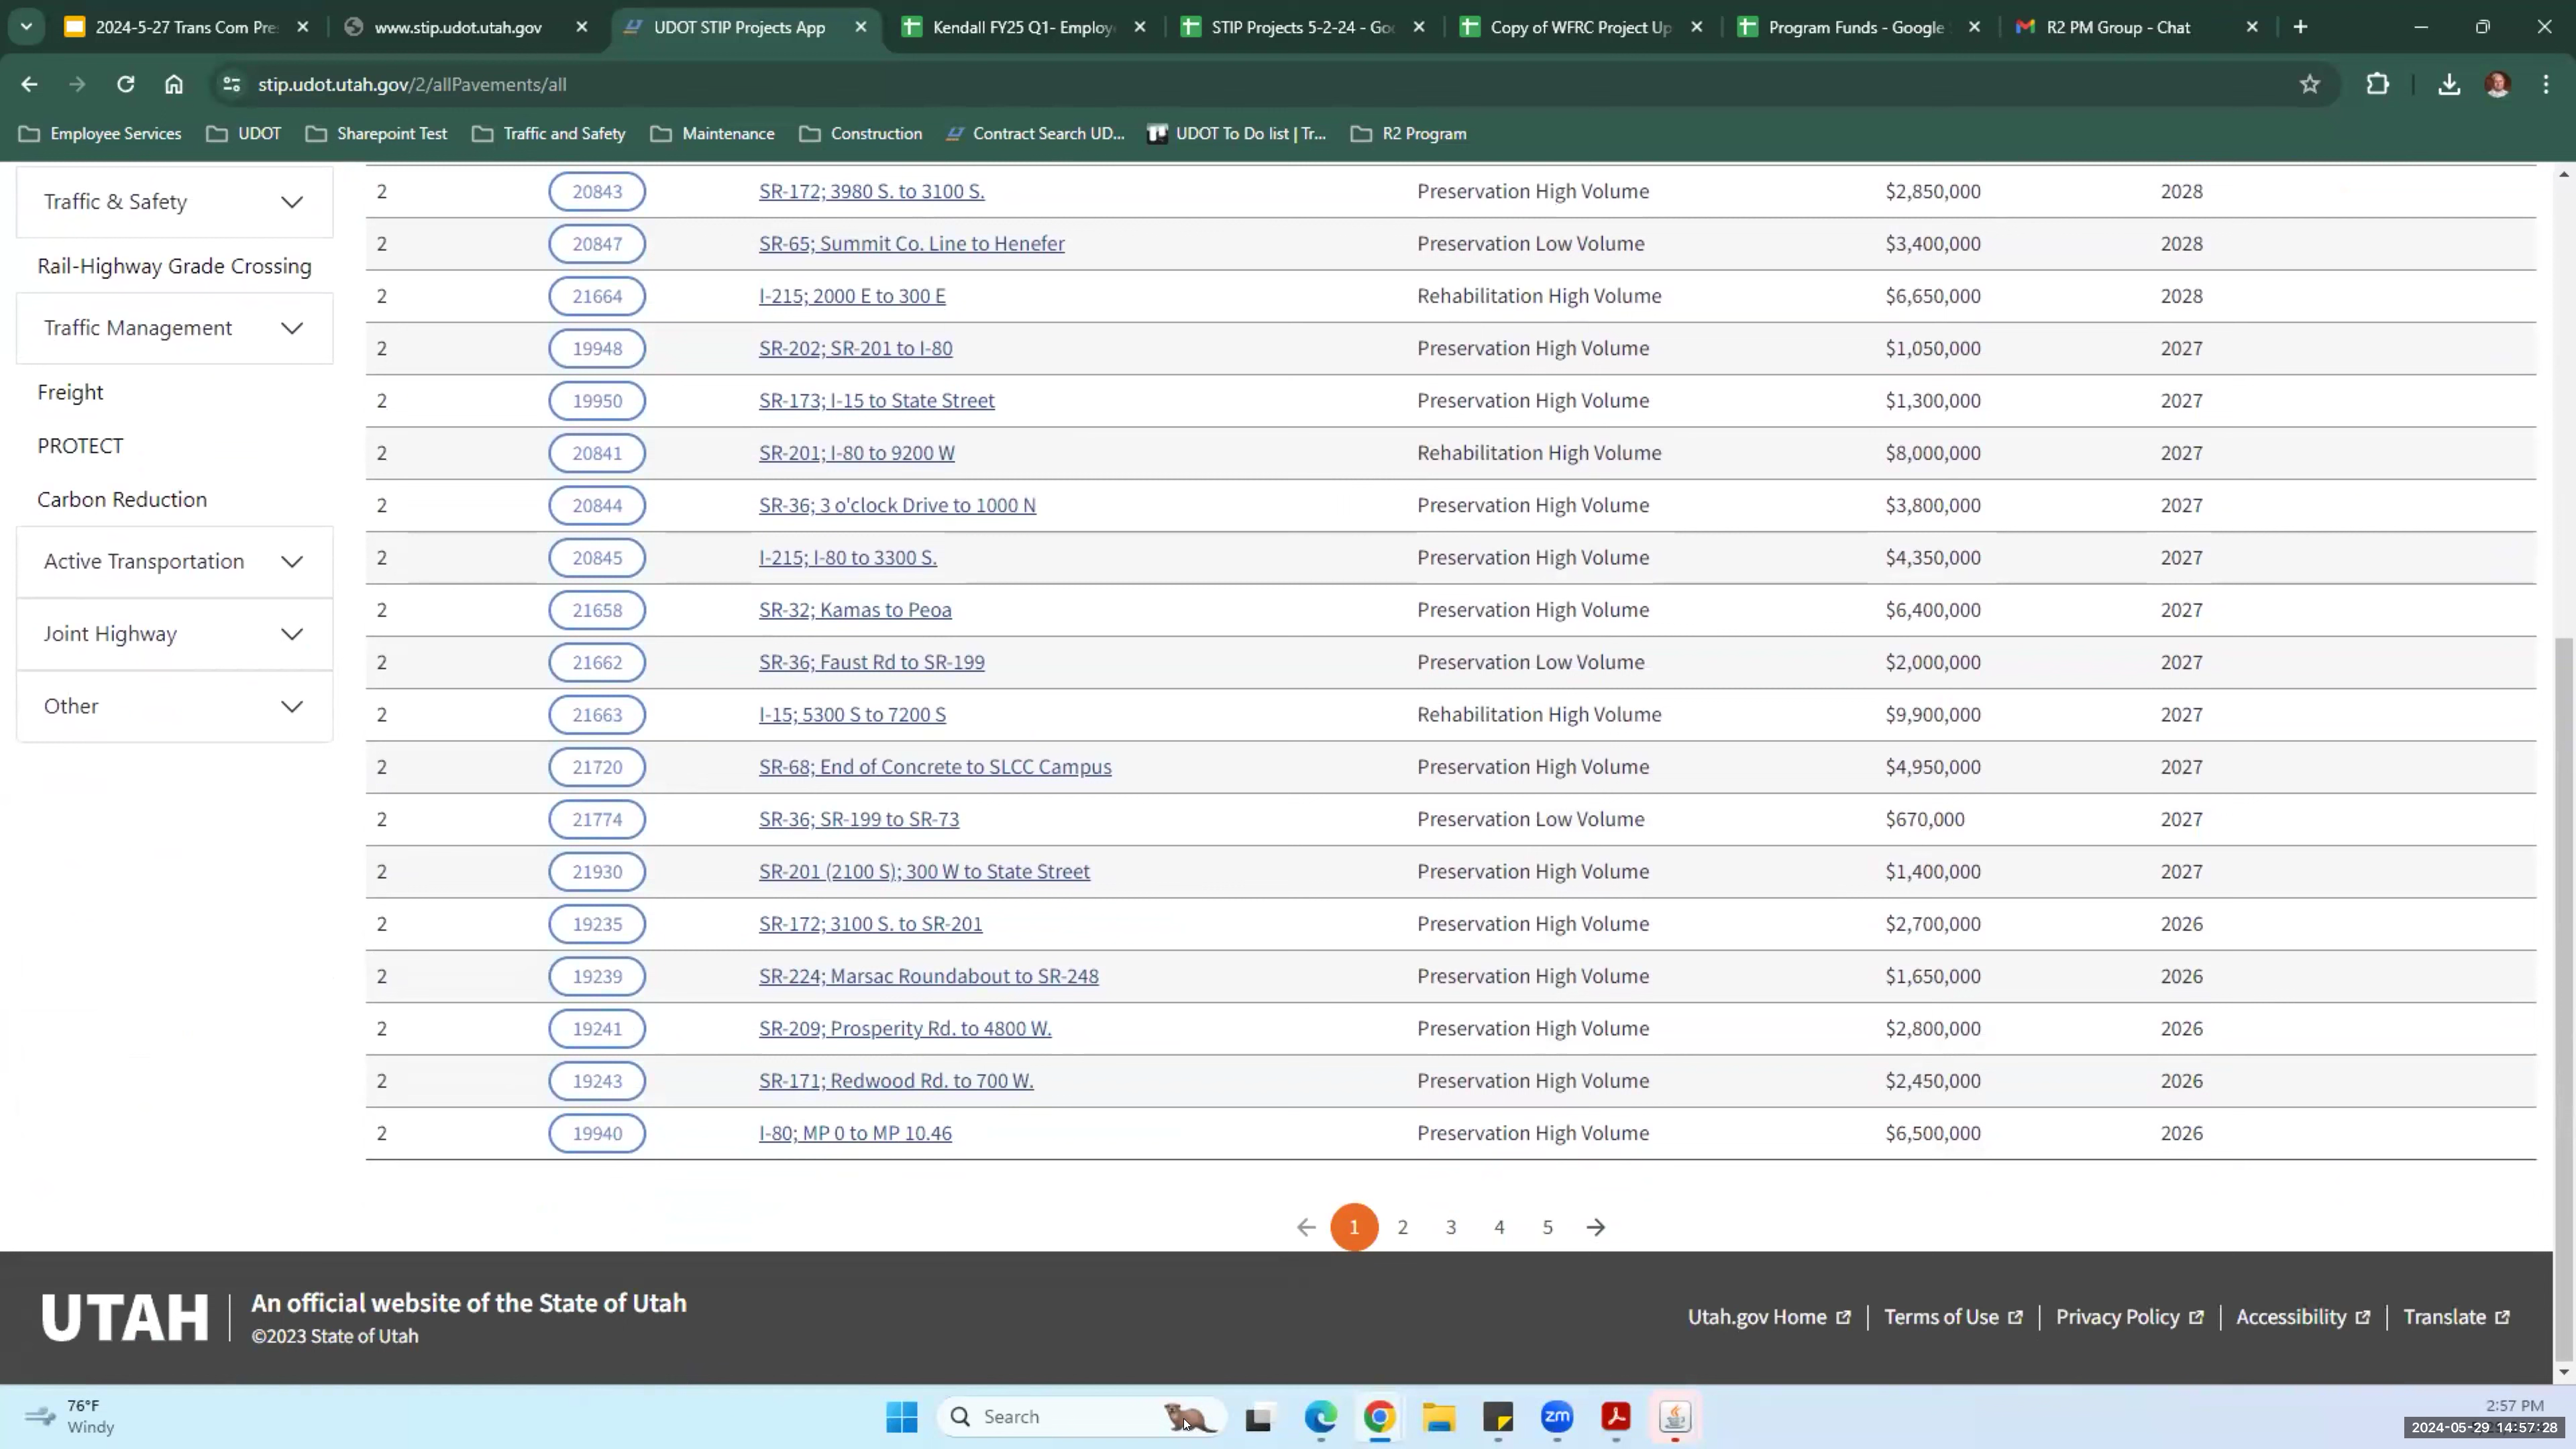 2024-5-27 Trans Com Pre
www.stip.udot.utah.gov
UDOT STIP Projects App
Kendall FY25 Q1- Employ
STIP Projects 5-2-24 - Goo
Copy of WFRC Project Up
Program Funds - Google
R2 PM Group - Chat
stip.udot.utah.gov/2/allPavements/all
Employee Services
UDOT
Sharepoint Test
Traffic and Safety
Maintenance
Construction
Contract Search UD...
UDOT To Do list | Tr...
R2 Program
Traffic & Safety
Rail-Highway Grade Crossing
Traffic Management
Freight
PROTECT
Carbon Reduction
Active Transportation
Joint Highway
Other
2 20843 SR-172; 3980 S. to 3100 S. Preservation High Volume $2,850,000 2028
2 20847 SR-65; Summit Co. Line to Henefer Preservation Low Volume $3,400,000 2028
2 21664 I-215; 2000 E to 300 E Rehabilitation High Volume $6,650,000 2028
2 19948 SR-202; SR-201 to I-80 Preservation High Volume $1,050,000 2027
2 19950 SR-173; I-15 to State Street Preservation High Volume $1,300,000 2027
2 20841 SR-201; I-80 to 9200 W Rehabilitation High Volume $8,000,000 2027
2 20844 SR-36; 3 o'clock Drive to 1000 N Preservation High Volume $3,800,000 2027
2 20845 I-215; I-80 to 3300 S. Preservation High Volume $4,350,000 2027
2 21658 SR-32; Kamas to Peoa Preservation High Volume $6,400,000 2027
2 21662 SR-36; Faust Rd to SR-199 Preservation Low Volume $2,000,000 2027
2 21663 I-15; 5300 S to 7200 S Rehabilitation High Volume $9,900,000 2027
2 21720 SR-68; End of Concrete to SLCC Campus Preservation High Volume $4,950,000 2027
2 21774 SR-36; SR-199 to SR-73 Preservation Low Volume $670,000 2027
2 21930 SR-201 (2100 S); 300 W to State Street Preservation High Volume $1,400,000 2027
2 19235 SR-172; 3100 S. to SR-201 Preservation High Volume $2,700,000 2026
2 19239 SR-224; Marsac Roundabout to SR-248 Preservation High Volume $1,650,000 2026
2 19241 SR-209; Prosperity Rd. to 4800 W. Preservation High Volume $2,800,000 2026
2 19243 SR-171; Redwood Rd. to 700 W. Preservation High Volume $2,450,000 2026
2 19940 I-80; MP 0 to MP 10.46 Preservation High Volume $6,500,000 2026
1 2 3 4 5
UTAH
An official website of the State of Utah
©2023 State of Utah
Utah.gov Home
Terms of Use
Privacy Policy
Accessibility
Translate
76°F
Windy
Search
zm
2:57 PM
2024-05-29 14:57:28